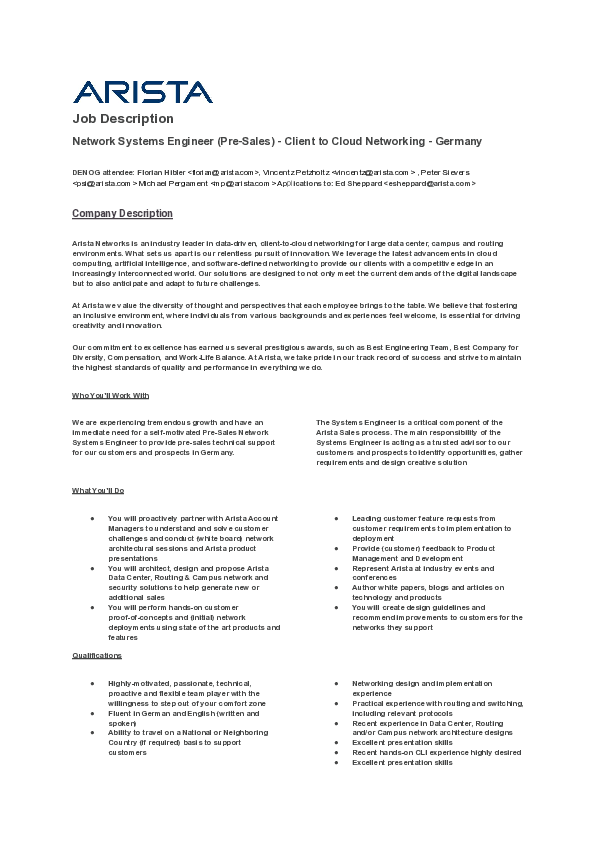 ARISTA
Job Description
Network Systems Engineer (Pre-Sales) - Client to Cloud Networking - Germany
DENOG attendee: Florian Hibler <florian@arista.com>, Vincentz Petzholtz <vincentz@arista.com > , Peter Sievers
<psi@arista.com > Michael Pergament <mp@arista.com > Applications to: Ed Sheppard <esheppard@arista.com >
Company Description
Arista Networks is an industry leader in data-driven, client-to-cloud networking for large data center, campus and routing
environments. What sets us apart is our relentless pursuit of innovation. We leverage the latest advancements in cloud
computing, artificial intelligence, and software-defined networking to provide our clients with a competitive edge in an
increasingly interconnected world. Our solutions are designed to not only meet the current demands of the digital landscape
but to also anticipate and adapt to future challenges.
At Arista we value the diversity of thought and perspectives that each employee brings to the table. We believe that fostering
an inclusive environment, where individuals from various backgrounds and experiences feel welcome, is essential for driving
creativity and innovation.
Our commitment to excellence has earned us several prestigious awards, such as Best Engineering Team, Best Company for
Diversity, Compensation, and Work-Life Balance. At Arista, we take pride in our track record of success and strive to maintain
the highest standards of quality and performance in everything we do.
Who You'll Work With
We are experiencing tremendous growth and have an
immediate need for a self-motivated Pre-Sales Network
Systems Engineer to provide pre-sales technical support
for our customers and prospects in Germany.
The Systems Engineer is a critical component of the
Arista Sales process. The main responsibility of the
Systems Engineer is acting as a trusted advisor to our
customers and prospects to identify opportunities, gather
requirements and design creative solution
What You'll Do
● You will proactively partner with Arista Account
Managers to understand and solve customer
challenges and conduct (white board) network
architectural sessions and Arista product
presentations
● You will architect, design and propose Arista
Data Center, Routing & Campus network and
security solutions to help generate new or
additional sales
● You will perform hands-on customer
proof-of-concepts and (initial) network
deployments using state of the art products and
features
● Leading customer feature requests from
customer requirements to implementation to
deployment
● Provide (customer) feedback to Product
Management and Development
● Represent Arista at industry events and
conferences
● Author white papers, blogs and articles on
technology and products
● You will create design guidelines and
recommend improvements to customers for the
networks they support
Qualifications
● Highly-motivated, passionate, technical,
proactive and flexible team player with the
willingness to step out of your comfort zone
● Fluent in German and English (written and
spoken)
● Ability to travel on a National or Neighboring
Country (if required) basis to support
customers
● Networking design and implementation
experience
● Practical experience with routing and switching,
including relevant protocols
● Recent experience in Data Center, Routing
and/or Campus network architecture designs
● Excellent presentation skills
● Recent hands-on CLI experience highly desired
● Excellent presentation skills